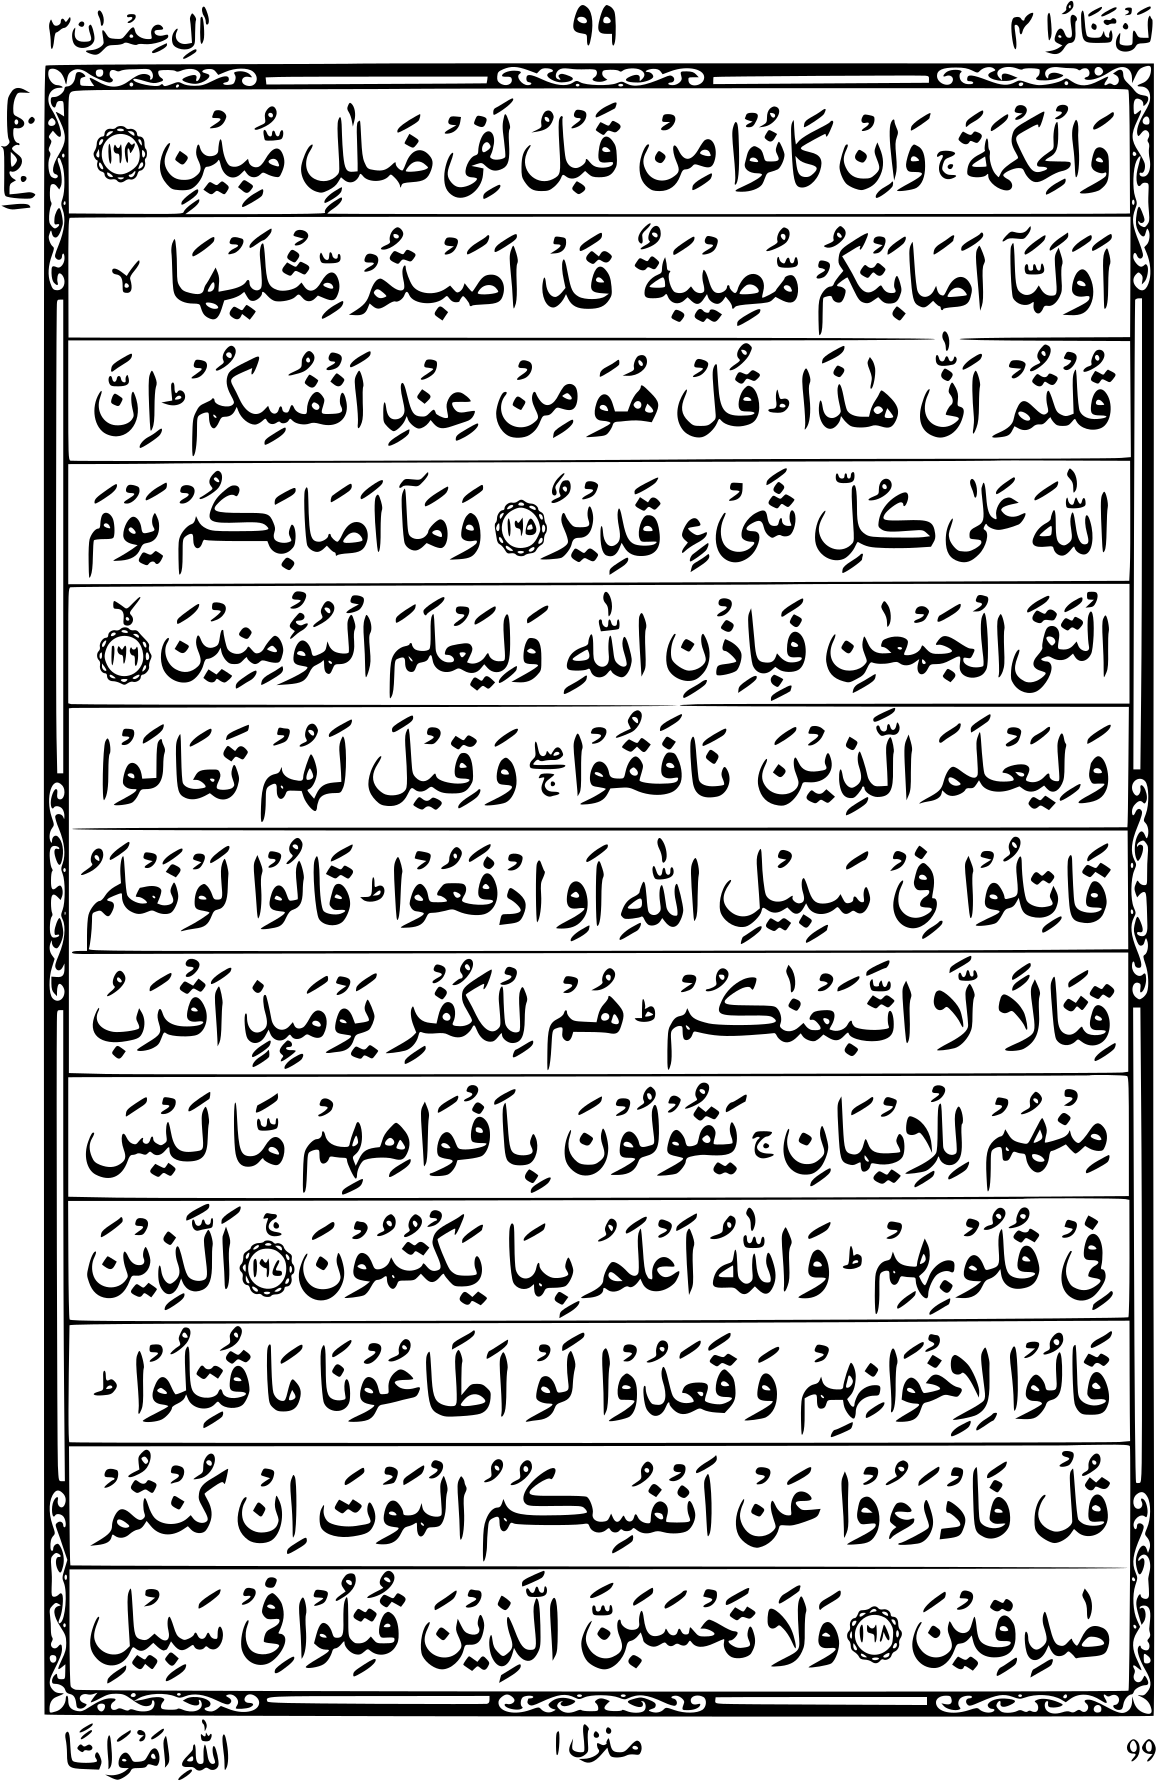 لَنْ تَنَالُوا ۴ ۹۹ اٰلِ عِمْرٰن ۳
النصف
وَالْحِكْمَةَ ۚ وَاِنْ كَانُوْا مِنْ قَبْلُ لَفِیْ ضَلٰلٍ مُّبِیْنٍ ۝۱۶۴
اَوَلَمَّاۤ اَصَابَتْكُمْ مُّصِیْبَةٌ قَدْ اَصَبْتُمْ مِّثْلَیْهَا ۙ
قُلْتُمْ اَنّٰی هٰذَا ؕ قُلْ هُوَ مِنْ عِنْدِ اَنْفُسِكُمْ ؕ اِنَّ
اللّٰهَ عَلٰی كُلِّ شَیْءٍ قَدِیْرٌ ۝۱۶۵ وَمَاۤ اَصَابَكُمْ یَوْمَ
الْتَقَی الْجَمْعٰنِ فَبِاِذْنِ اللّٰهِ وَلِیَعْلَمَ الْمُؤْمِنِیْنَ ۙ۝۱۶۶
وَلِیَعْلَمَ الَّذِیْنَ نَافَقُوْا ۖۚ وَقِیْلَ لَهُمْ تَعَالَوْا
قَاتِلُوْا فِیْ سَبِیْلِ اللّٰهِ اَوِ ادْفَعُوْا ؕ قَالُوْا لَوْ نَعْلَمُ
قِتَالًا لَّا اتَّبَعْنٰكُمْ ؕ هُمْ لِلْكُفْرِ یَوْمَئِذٍ اَقْرَبُ
مِنْهُمْ لِلْاِیْمَانِ ۚ یَقُوْلُوْنَ بِاَفْوَاهِهِمْ مَّا لَیْسَ
فِیْ قُلُوْبِهِمْ ؕ وَاللّٰهُ اَعْلَمُ بِمَا یَكْتُمُوْنَ ۚ۝۱۶۷ اَلَّذِیْنَ
قَالُوْا لِاِخْوَانِهِمْ وَقَعَدُوْا لَوْ اَطَاعُوْنَا مَا قُتِلُوْا ؕ
قُلْ فَادْرَءُوْا عَنْ اَنْفُسِكُمُ الْمَوْتَ اِنْ كُنْتُمْ
صٰدِقِیْنَ ۝۱۶۸ وَلَا تَحْسَبَنَّ الَّذِیْنَ قُتِلُوْا فِیْ سَبِیْلِ
99 منزل ۱ اللّٰهِ اَمْوَاتًا